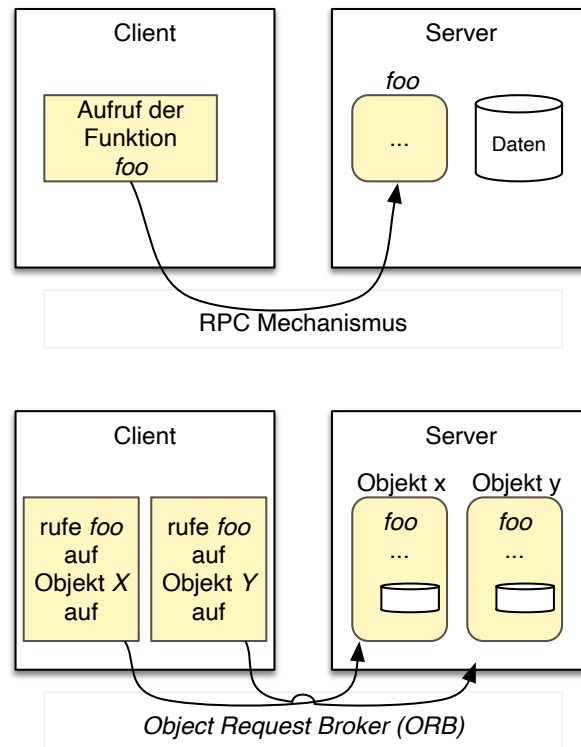 Client
Server
Aufruf der
Funktion
foo
foo
...
Daten
RPC Mechanismus
Client
Server
rufe foo
auf
Objekt X
auf
rufe foo
auf
Objekt Y
auf
Objekt x
foo
...
Objekt y
foo
...
Object Request Broker (ORB)